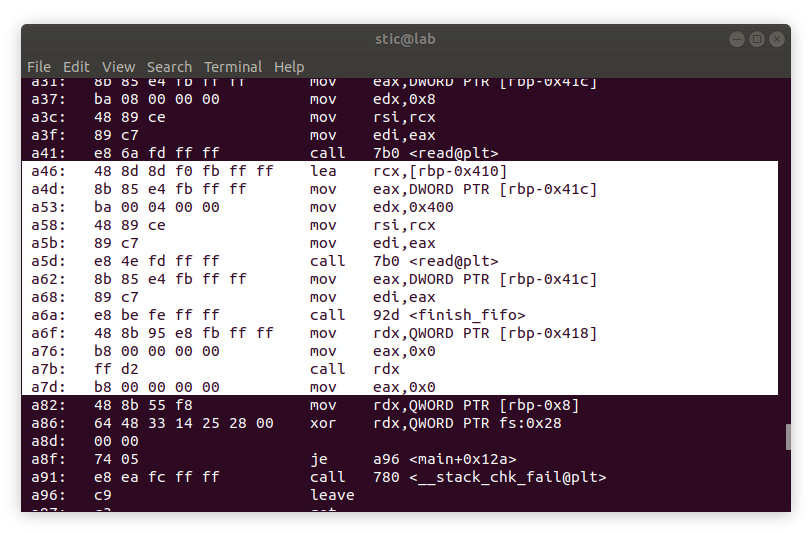 stic@lab
File Edit View Search Terminal Help
a31: 8b 85 e4 fb ff ff mov eax,DWORD PTR [rbp-0x41c]
a37: ba 08 00 00 00 mov edx,0x8
a3c: 48 89 ce mov rsi,rcx
a3f: 89 c7 mov edi,eax
a41: e8 6a fd ff ff call 7b0 <read@plt>
a46: 48 8d 8d f0 fb ff ff lea rcx,[rbp-0x410]
a4d: 8b 85 e4 fb ff ff mov eax,DWORD PTR [rbp-0x41c]
a53: ba 00 04 00 00 mov edx,0x400
a58: 48 89 ce mov rsi,rcx
a5b: 89 c7 mov edi,eax
a5d: e8 4e fd ff ff call 7b0 <read@plt>
a62: 8b 85 e4 fb ff ff mov eax,DWORD PTR [rbp-0x41c]
a68: 89 c7 mov edi,eax
a6a: e8 be fe ff ff call 92d <finish_fifo>
a6f: 48 8b 95 e8 fb ff ff mov rdx,QWORD PTR [rbp-0x418]
a76: b8 00 00 00 00 mov eax,0x0
a7b: ff d2 call rdx
a7d: b8 00 00 00 00 mov eax,0x0
a82: 48 8b 55 f8 mov rdx,QWORD PTR [rbp-0x8]
a86: 64 48 33 14 25 28 00 xor rdx,QWORD PTR fs:0x28
a8d: 00 00
a8f: 74 05 je a96 <main+0x12a>
a91: e8 ea fc ff ff call 780 <__stack_chk_fail@plt>
a96: c9 leave
a97: c3 ret